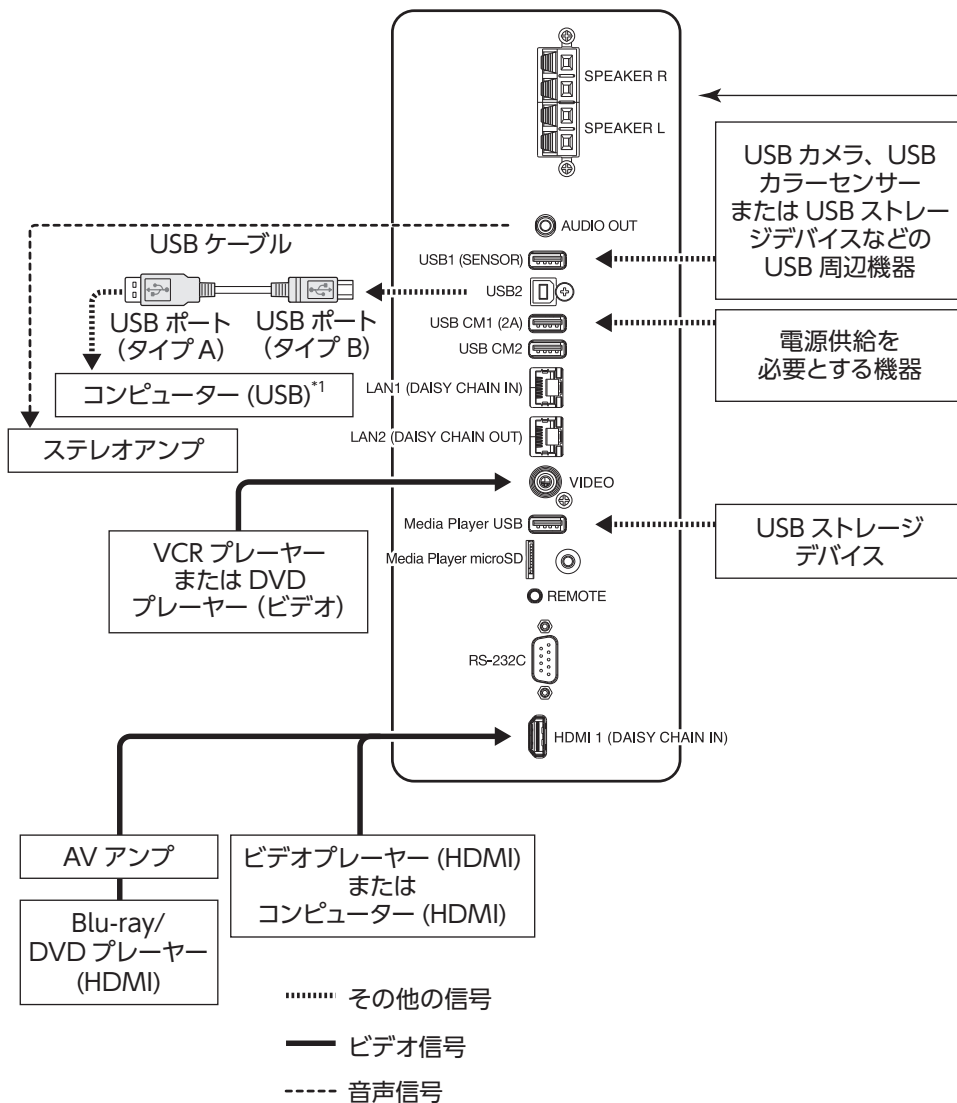 SPEAKER R
SPEAKER L
USB カメラ、USB
カラーセンサー
または USB ストレー
ジデバイスなどの
USB 周辺機器
AUDIO OUT
USB ケーブル
USB1 (SENSOR)
USB2
USB ポート
(タイプ A)
USB ポート
(タイプ B)
USB CM1 (2A)
USB CM2
電源供給を
必要とする機器
コンピューター (USB)*1
LAN1 (DAISY CHAIN IN)
ステレオアンプ
LAN2 (DAISY CHAIN OUT)
VIDEO
Media Player USB
USB ストレージ
デバイス
VCR プレーヤー
または DVD
プレーヤー (ビデオ)
Media Player microSD
REMOTE
RS-232C
HDMI 1 (DAISY CHAIN IN)
AV アンプ
Blu-ray/
DVD プレーヤー
(HDMI)
ビデオプレーヤー (HDMI)
または
コンピューター (HDMI)
その他の信号
ビデオ信号
音声信号